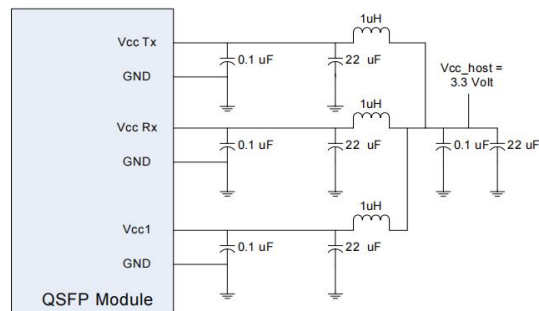 1uH
Vcc Tx
0.1 uF
22 uF
GND
Vcc_host =
3.3 Volt
1uH
Vcc Rx
0.1 uF
22 uF
0.1 uF
22 uF
GND
1uH
Vcc1
0.1 uF
22 uF
GND
QSFP Module